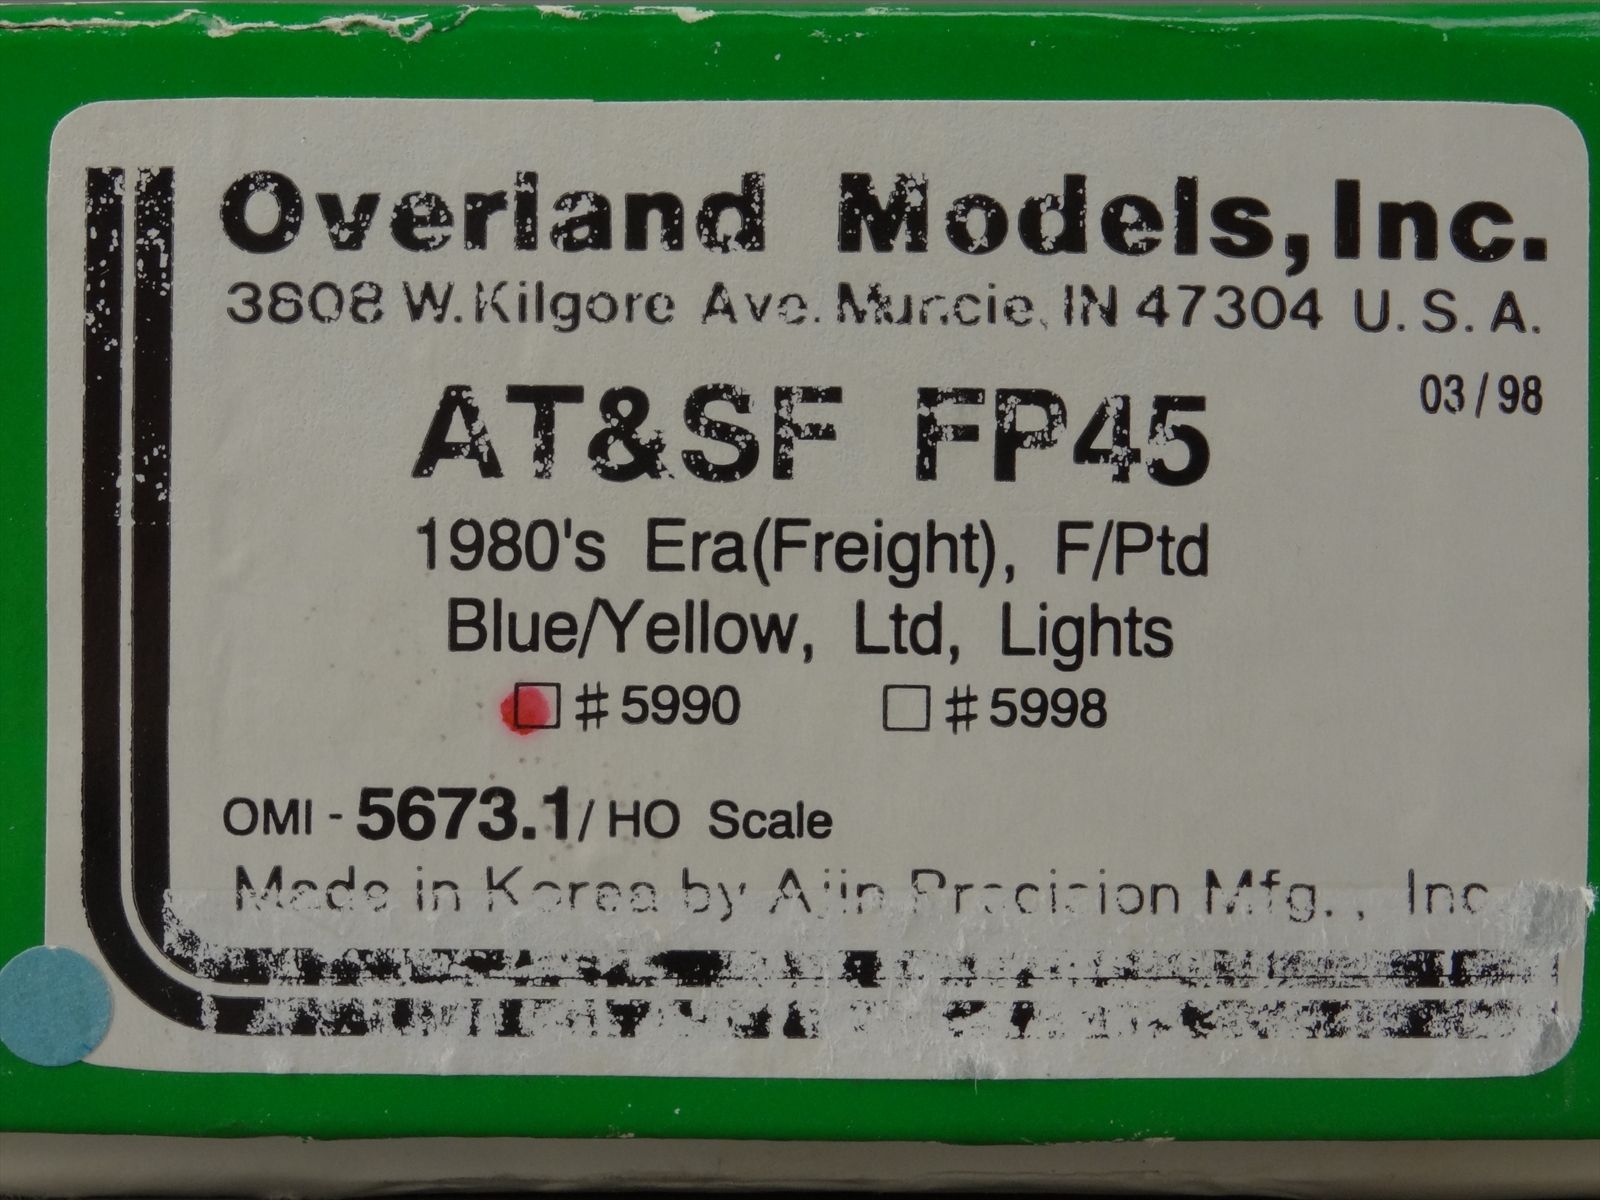 Overland Models, Inc.
3808 W. Kilgore Ave. Muncie, IN 47304 U.S.A.
03/98
AT&SF FP45
1980's Era(Freight), F/Ptd
Blue/Yellow, Ltd, Lights
□ #5990 □ #5998
OMI - 5673.1/ HO Scale
Made in Korea by Ajin Precision Mfg., Inc.